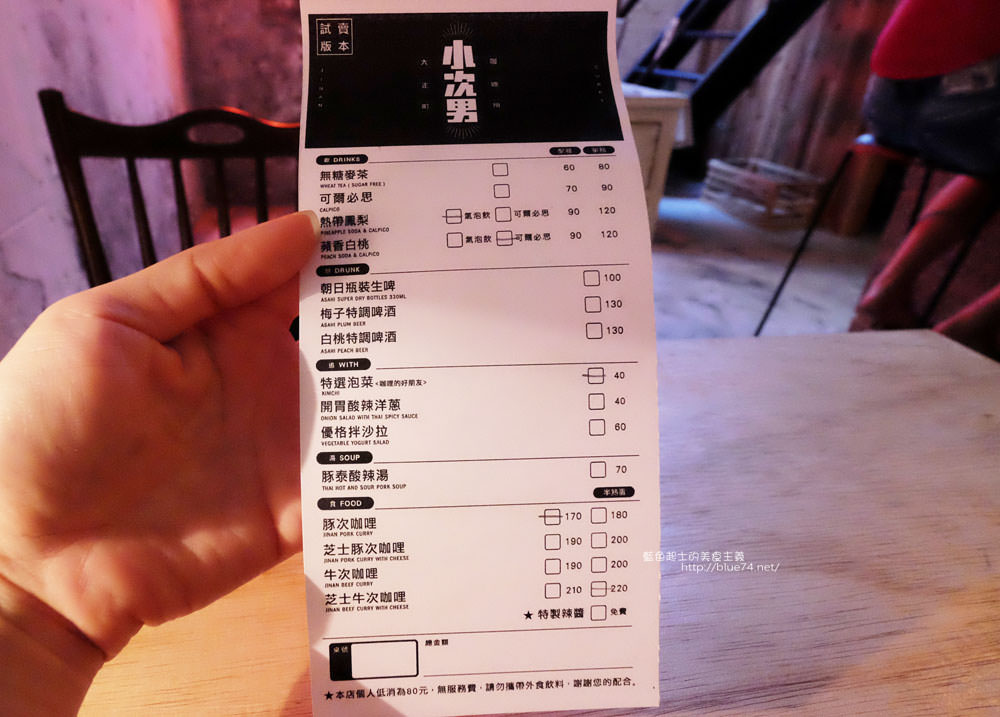 試賣
版本
小次男
大正町
咖哩所
JINAN
CURRY
飲 DRINKS
無糖麥茶 60 80
WHEAT TEA ( SUGAR FREE )
可爾必思 70 90
CALPICO
熱帶鳳梨 氣泡飲 可爾必思 90 120
PINEAPPLE SODA & CALPICO
蘋香白桃 氣泡飲 可爾必思 90 120
PEACH SODA & CALPICO
DRUNK
朝日瓶裝生啤 100
ASAHI SUPER DRY BOTTLES 330ML
梅子特調啤酒 130
ASAHI PLUM BEER
白桃特調啤酒 130
ASAHI PEACH BEER
WITH
特選泡菜<咖哩的好朋友> 40
KIMCHI
開胃酸辣洋蔥 40
ONION SALAD WITH THAI SPICY SAUCE
優格拌沙拉 60
VEGETABLE YOGURT SALAD
湯 SOUP
豚泰酸辣湯 70
THAI HOT AND SOUR PORK SOUP
食 FOOD 半熟蛋
豚次咖哩 170 180
JINAN PORK CURRY
芝士豚次咖哩 190 200
JINAN PORK CURRY WITH CHEESE
牛次咖哩 190 200
JINAN BEEF CURRY
芝士牛次咖哩 210 220
JINAN BEEF CURRY WITH CHEESE
★ 特製辣醬 免費
桌號 總金額
★本店個人低消為80元，無服務費，請勿攜帶外食飲料，謝謝您的配合。
藍色起士的美食主義
http://blue74.net/